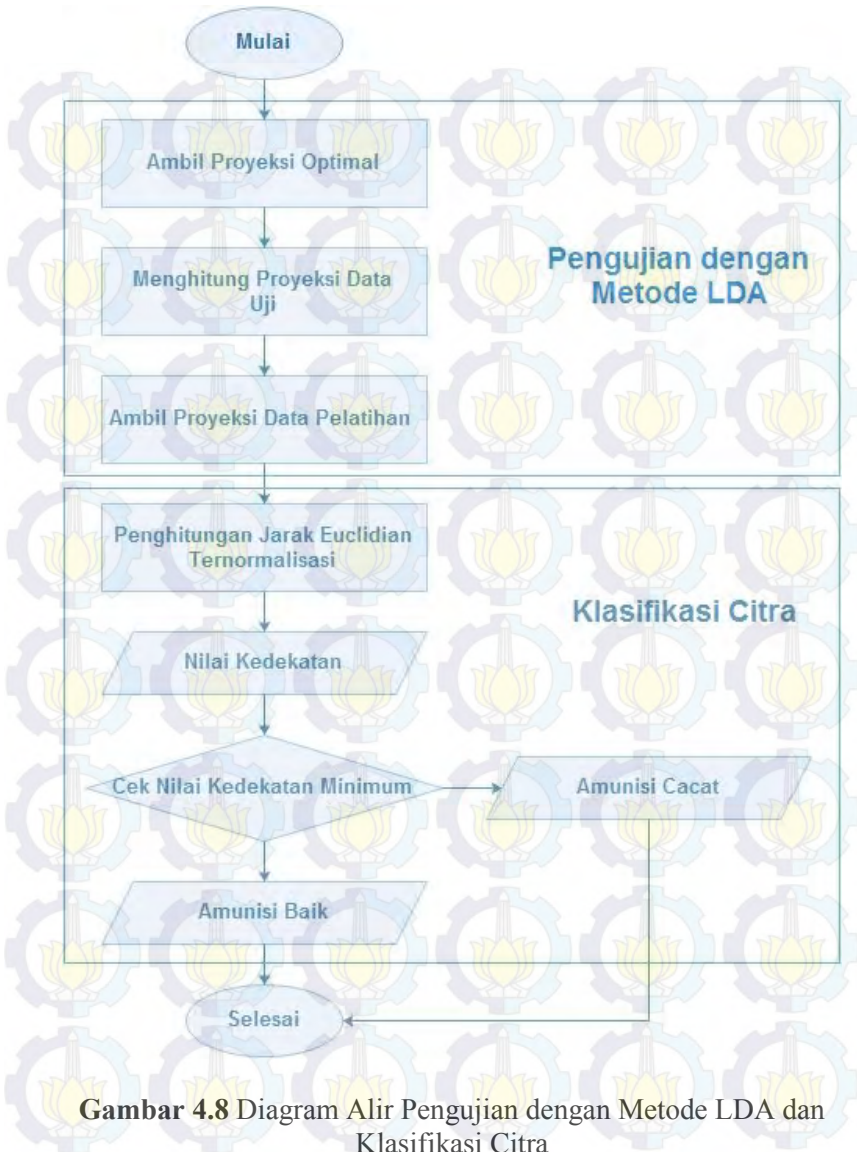 Mulai
Ambil Proyeksi Optimal
Menghitung Proyeksi Data
Uji
Pengujian dengan
Metode LDA
Ambil Proyeksi Data Pelatihan
Penghitungan Jarak Euclidian
Ternormalisasi
Klasifikasi Citra
Nilai Kedekatan
Cek Nilai Kedekatan Minimum
Amunisi Cacat
Amunisi Baik
Selesai
Gambar 4.8 Diagram Alir Pengujian dengan Metode LDA dan
Klasifikasi Citra